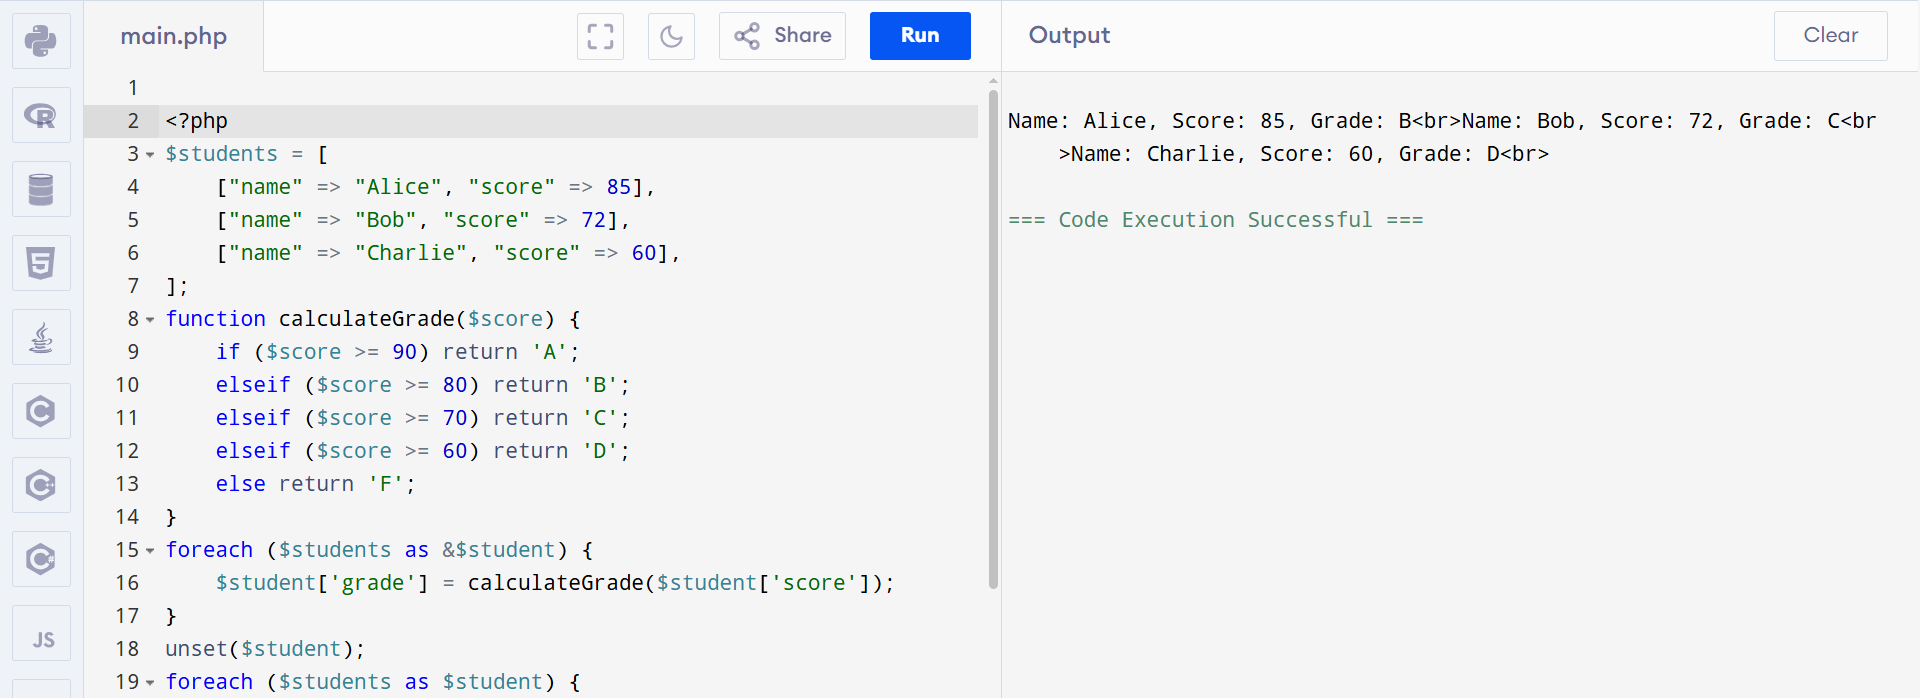 main.php
Share
Run
Output
Clear
1
2 <?php
3 $students = [
4     ["name" => "Alice", "score" => 85],
5     ["name" => "Bob", "score" => 72],
6     ["name" => "Charlie", "score" => 60],
7 ];
8 function calculateGrade($score) {
9     if ($score >= 90) return 'A';
10     elseif ($score >= 80) return 'B';
11     elseif ($score >= 70) return 'C';
12     elseif ($score >= 60) return 'D';
13     else return 'F';
14 }
15 foreach ($students as &$student) {
16     $student['grade'] = calculateGrade($student['score']);
17 }
18 unset($student);
19 foreach ($students as $student) {
Name: Alice, Score: 85, Grade: B<br>Name: Bob, Score: 72, Grade: C<br
    >Name: Charlie, Score: 60, Grade: D<br>
=== Code Execution Successful ===
R
5
C
C++
C#
JS